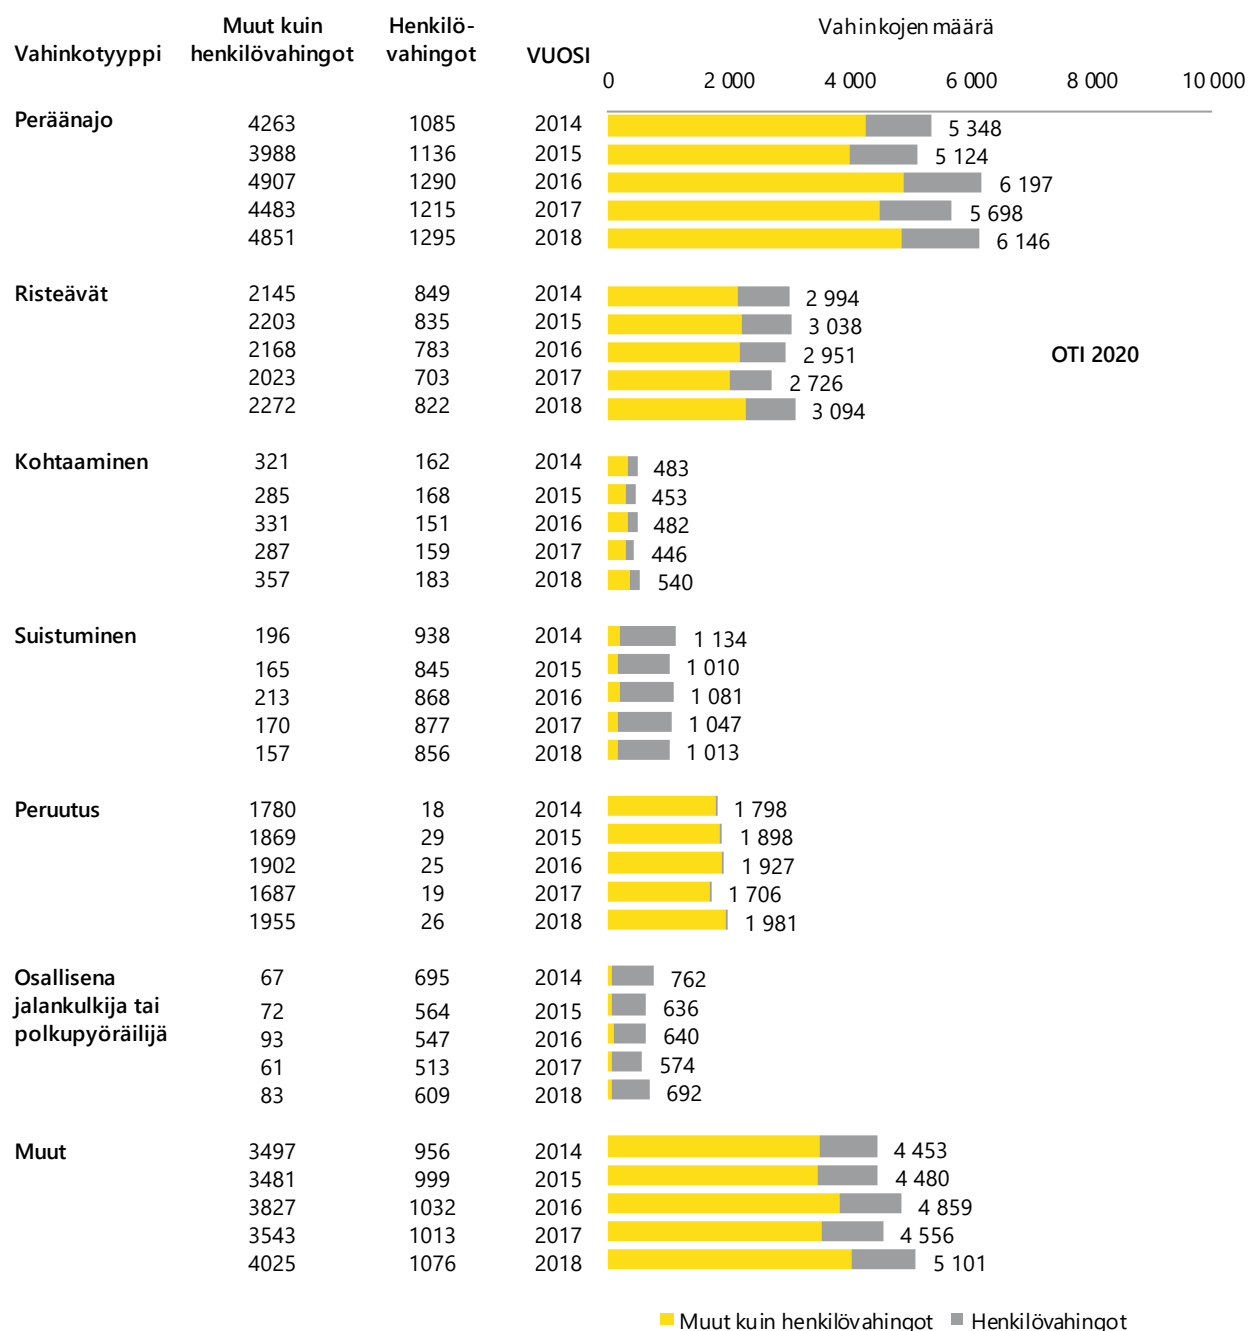 Vahinkotyyppi Muut kuin henkilövahingot Henkilö-vahingot VUOSI Vahinkojen määrä
0 2 000 4 000 6 000 8 000 10 000
Peräänajo 4263 1085 2014 5 348
3988 1136 2015 5 124
4907 1290 2016 6 197
4483 1215 2017 5 698
4851 1295 2018 6 146
Risteävät 2145 849 2014 2 994
2203 835 2015 3 038
2168 783 2016 2 951
OTI 2020
2023 703 2017 2 726
2272 822 2018 3 094
Kohtaaminen 321 162 2014 483
285 168 2015 453
331 151 2016 482
287 159 2017 446
357 183 2018 540
Suistuminen 196 938 2014 1 134
165 845 2015 1 010
213 868 2016 1 081
170 877 2017 1 047
157 856 2018 1 013
Peruutus 1780 18 2014 1 798
1869 29 2015 1 898
1902 25 2016 1 927
1687 19 2017 1 706
1955 26 2018 1 981
Osallisena 67 695 2014 762
jalankulkija tai 72 564 2015 636
polkupyöräilijä 93 547 2016 640
61 513 2017 574
83 609 2018 692
Muut 3497 956 2014 4 453
3481 999 2015 4 480
3827 1032 2016 4 859
3543 1013 2017 4 556
4025 1076 2018 5 101
Muut kuin henkilövahingot Henkilövahingot